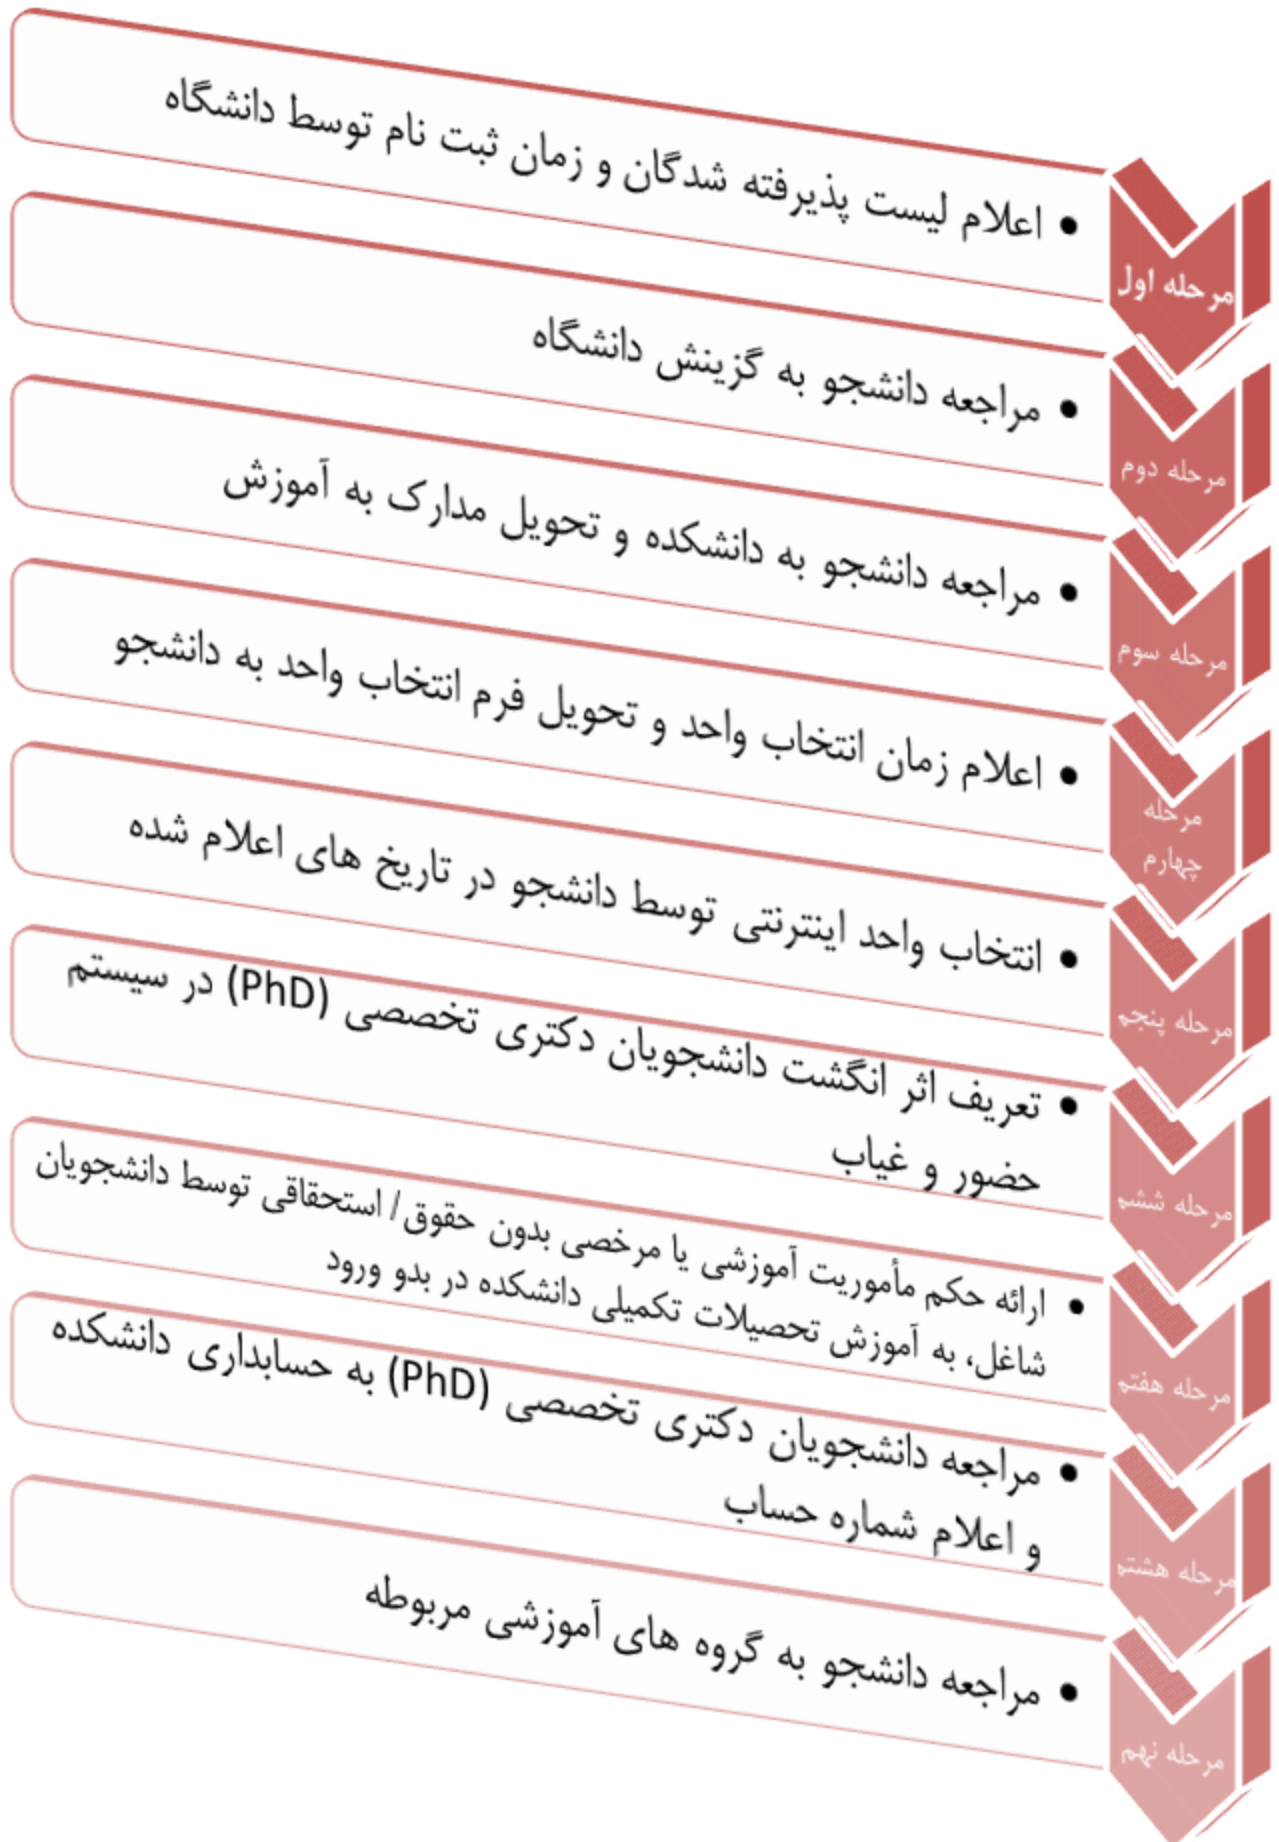 مرحله اول
• اعلام لیست پذیرفته شدگان و زمان ثبت نام توسط دانشگاه
مرحله دوم
• مراجعه دانشجو به گزینش دانشگاه
مرحله سوم
• مراجعه دانشجو به دانشکده و تحویل مدارک به آموزش
مرحله
چهارم
• اعلام زمان انتخاب واحد و تحویل فرم انتخاب واحد به دانشجو
مرحله پنجم
• انتخاب واحد اینترنتی توسط دانشجو در تاریخ های اعلام شده
مرحله ششم
• تعریف اثر انگشت دانشجویان دکتری تخصصی (PhD) در سیستم
حضور و غیاب
مرحله هفتم
• ارائه حکم مأموریت آموزشی یا مرخصی بدون حقوق/ استحقاقی توسط دانشجویان
شاغل، به آموزش تحصیلات تکمیلی دانشکده در بدو ورود
مرحله هشتم
• مراجعه دانشجویان دکتری تخصصی (PhD) به حسابداری دانشکده
و اعلام شماره حساب
مرحله نهم
• مراجعه دانشجو به گروه های آموزشی مربوطه